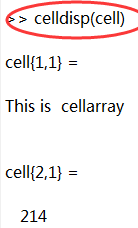 >> celldisp(cell)
cell{1,1} =
This is  cellarray
cell{2,1} =
214